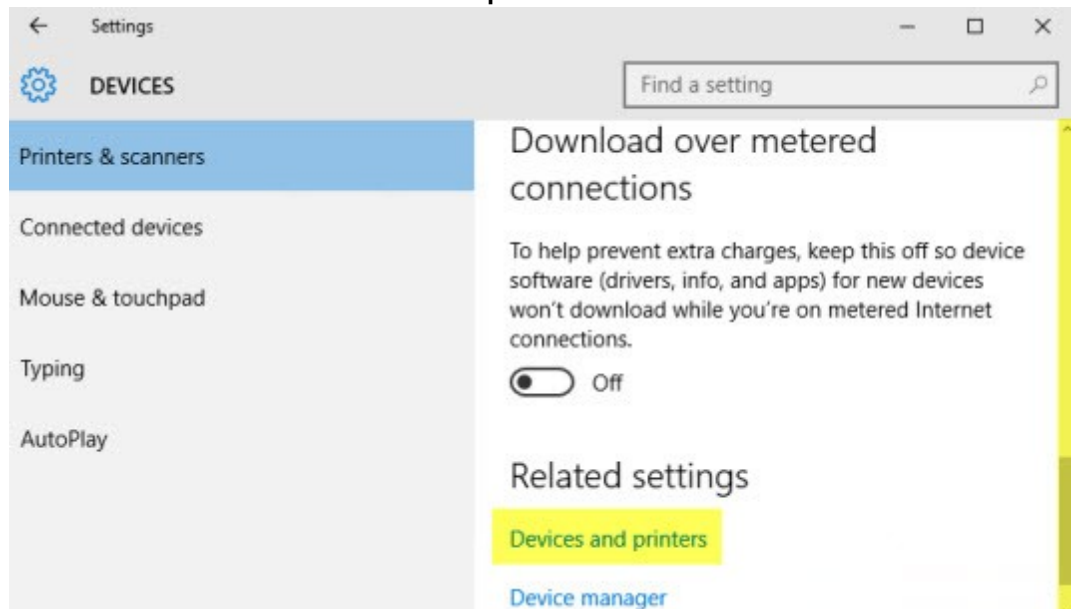 Settings
DEVICES
Find a setting
Printers & scanners
Connected devices
Mouse & touchpad
Typing
AutoPlay
Download over metered
connections
To help prevent extra charges, keep this off so device
software (drivers, info, and apps) for new devices
won't download while you're on metered Internet
connections.
Off
Related settings
Devices and printers
Device manager